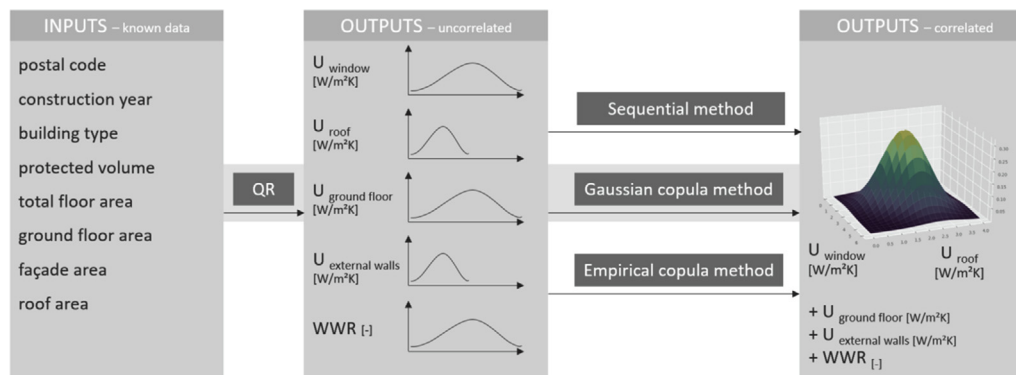 INPUTS – known data
postal code
construction year
building type
protected volume
total floor area
ground floor area
façade area
roof area
QR
OUTPUTS – uncorrelated
U window
[W/m²K]
U roof
[W/m²K]
U ground floor
[W/m²K]
U external walls
[W/m²K]
WWR [-]
Sequential method
Gaussian copula method
Empirical copula method
OUTPUTS – correlated
U window
[W/m²K]
U roof
[W/m²K]
+ U ground floor [W/m²K]
+ U external walls [W/m²K]
+ WWR [-]